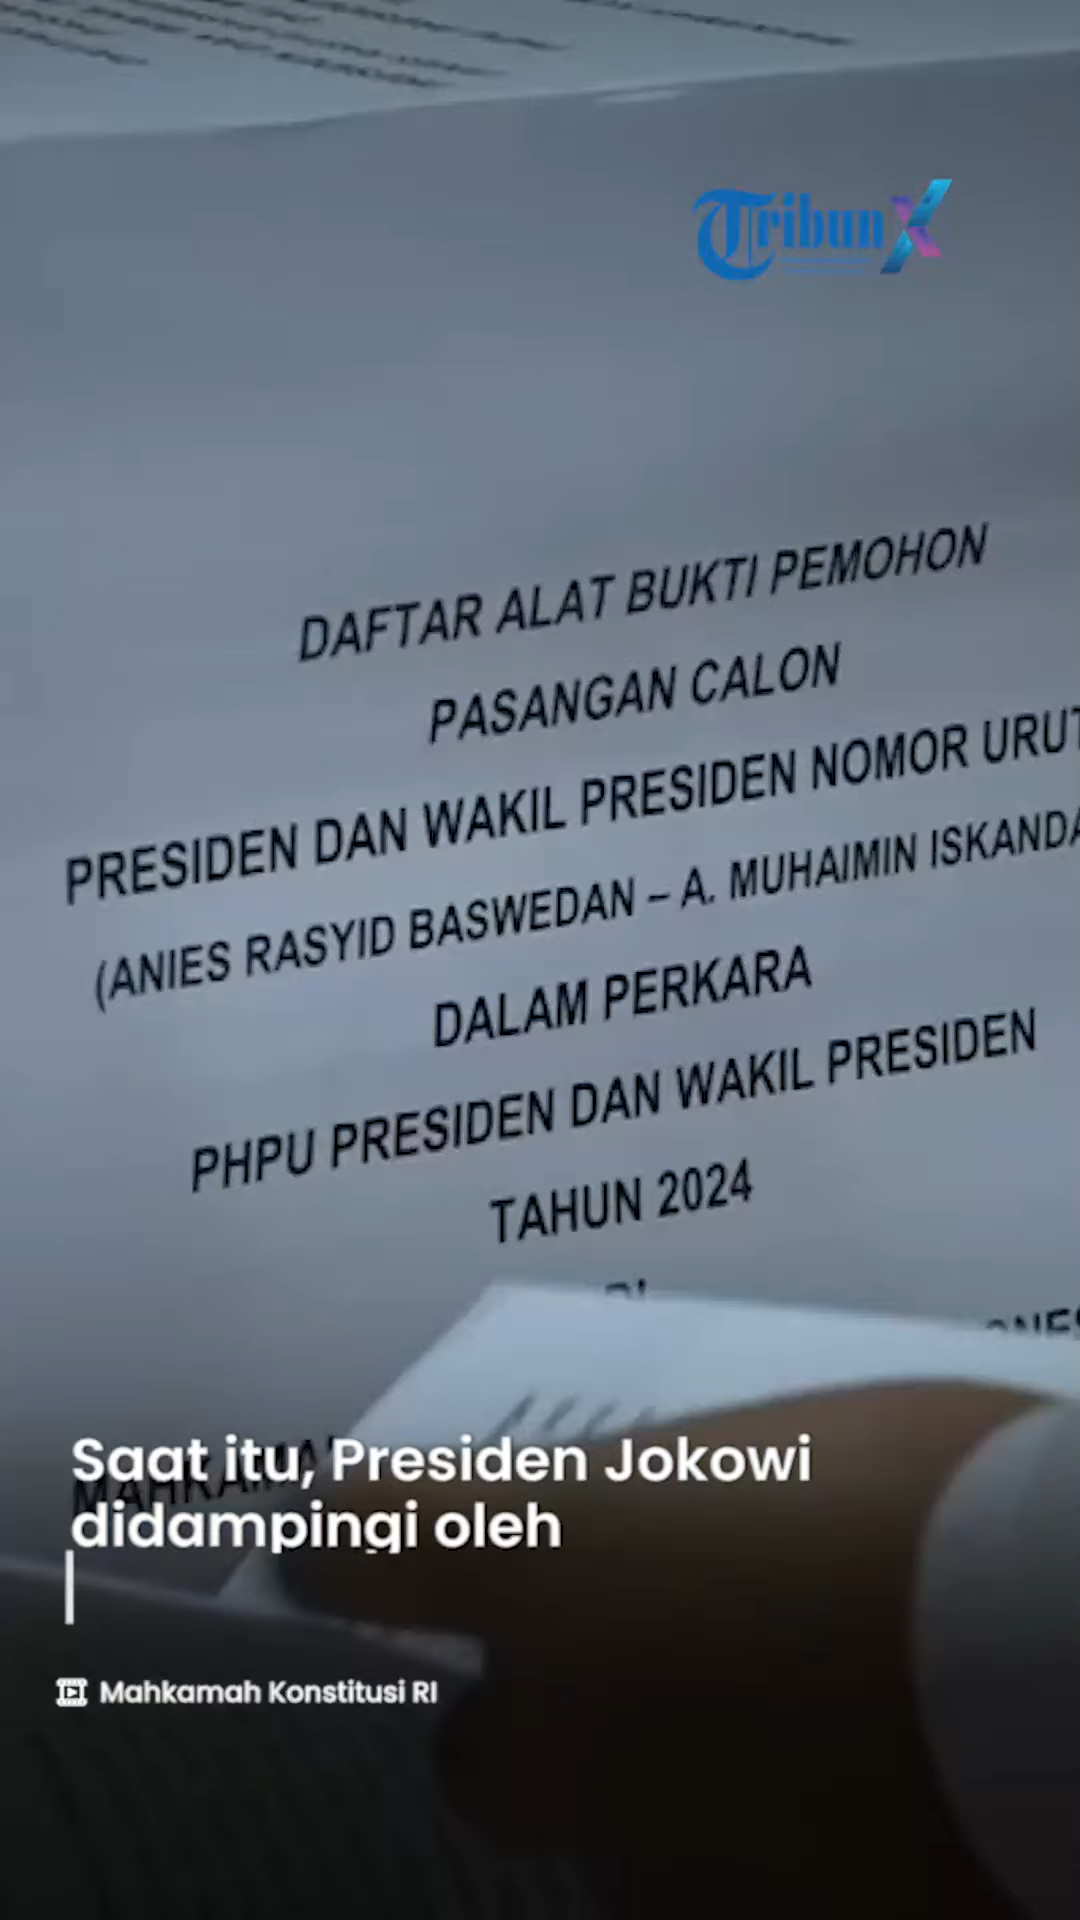 TribunX
DAFTAR ALAT BUKTI PEMOHON
PASANGAN CALON
PRESIDEN DAN WAKIL PRESIDEN NOMOR URUT
(ANIES RASYID BASWEDAN – A. MUHAIMIN ISKANDA
DALAM PERKARA
PHPU PRESIDEN DAN WAKIL PRESIDEN
TAHUN 2024
Saat itu, Presiden Jokowi
didampingi oleh
Mahkamah Konstitusi RI